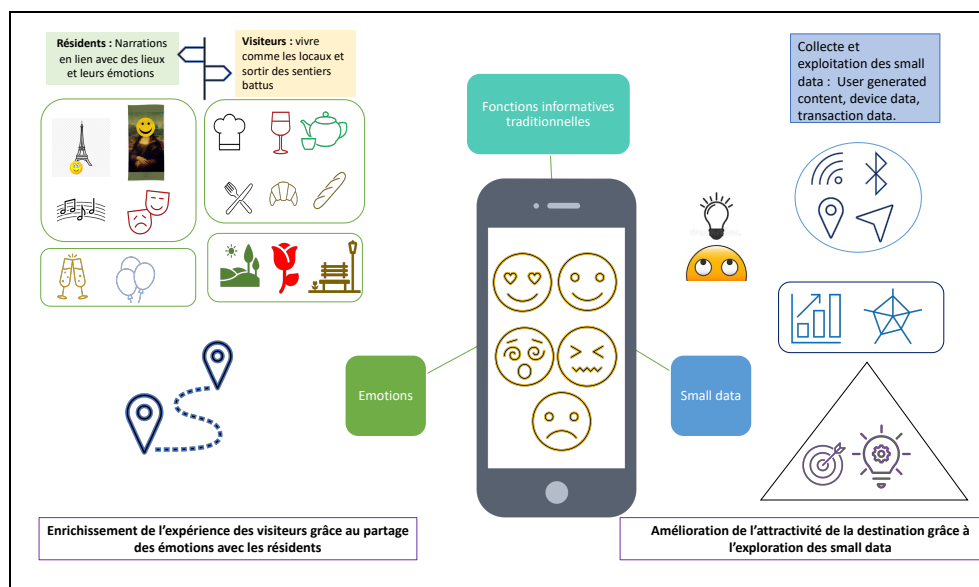 Résidents : Narrations
en lien avec des lieux
et leurs émotions
Visiteurs : vivre
comme les locaux et
sortir des sentiers
battus
Fonctions informatives
traditionnelles
Collecte et
exploitation des small
data : User generated
content, device data,
transaction data.
Emotions
Small data
Enrichissement de l'expérience des visiteurs grâce au partage
des émotions avec les résidents
Amélioration de l'attractivité de la destination grâce à
l'exploration des small data